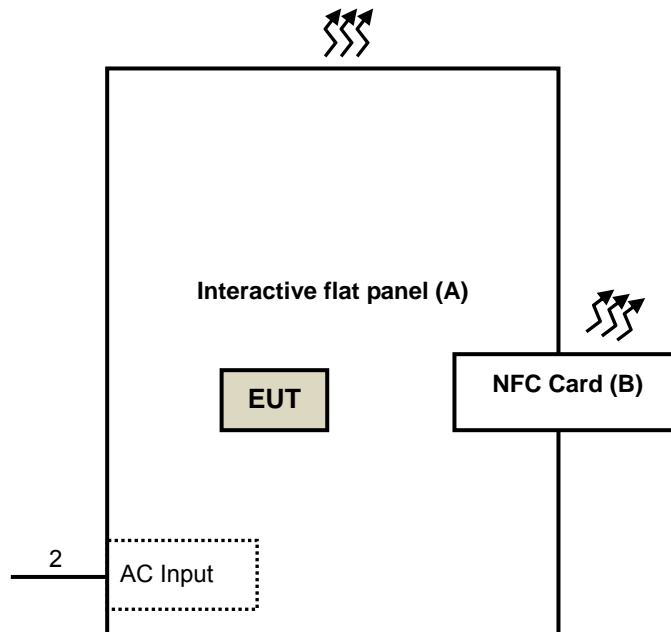 Interactive flat panel (A)
NFC Card (B)
EUT
2
AC Input